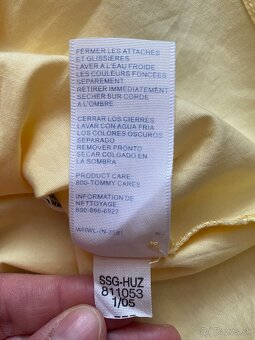 FERMER LES ATTACHES
ET GLISSIÈRES
LAVER À L'EAU FROIDE
LES COULEURS FONCÉES
SÉPAREMENT
RETIRER IMMÉDIATEMENT
SÉCHER SUR CORDE
À L'OMBRE
CERRAR LOS CIERRES
LAVAR CON AGUA FRIA
LOS COLORES OSCUROS
SEPARADO
REMOVER PRONTO
SECAR COLGADO EN
LA SOMBRA
PRODUCT CARE:
800-TOMMY CARES
INFORMATION DE
NETTOYAGE
800-866-6922
SSG-HUZ
811053
1/05